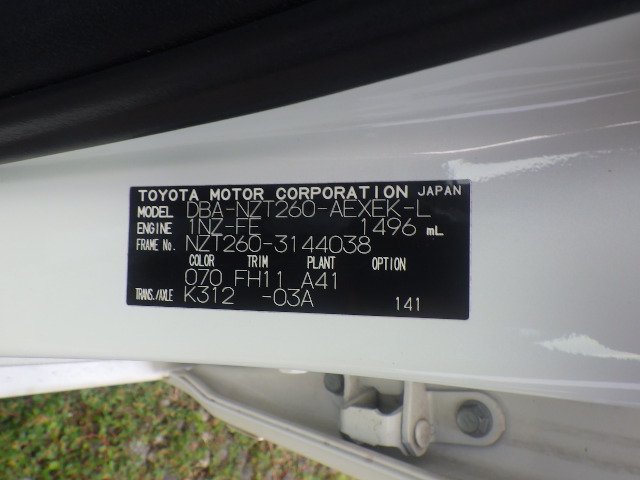 TOYOTA MOTOR CORPORATION JAPAN
MODEL DBA-NZT260-AEXEK-L
ENGINE 1NZ-FE 1496 mL
FRAME No. NZT260-3144038
COLOR TRIM PLANT OPTION
070 FH11 A41
TRANS./AXLE K312 -03A 141